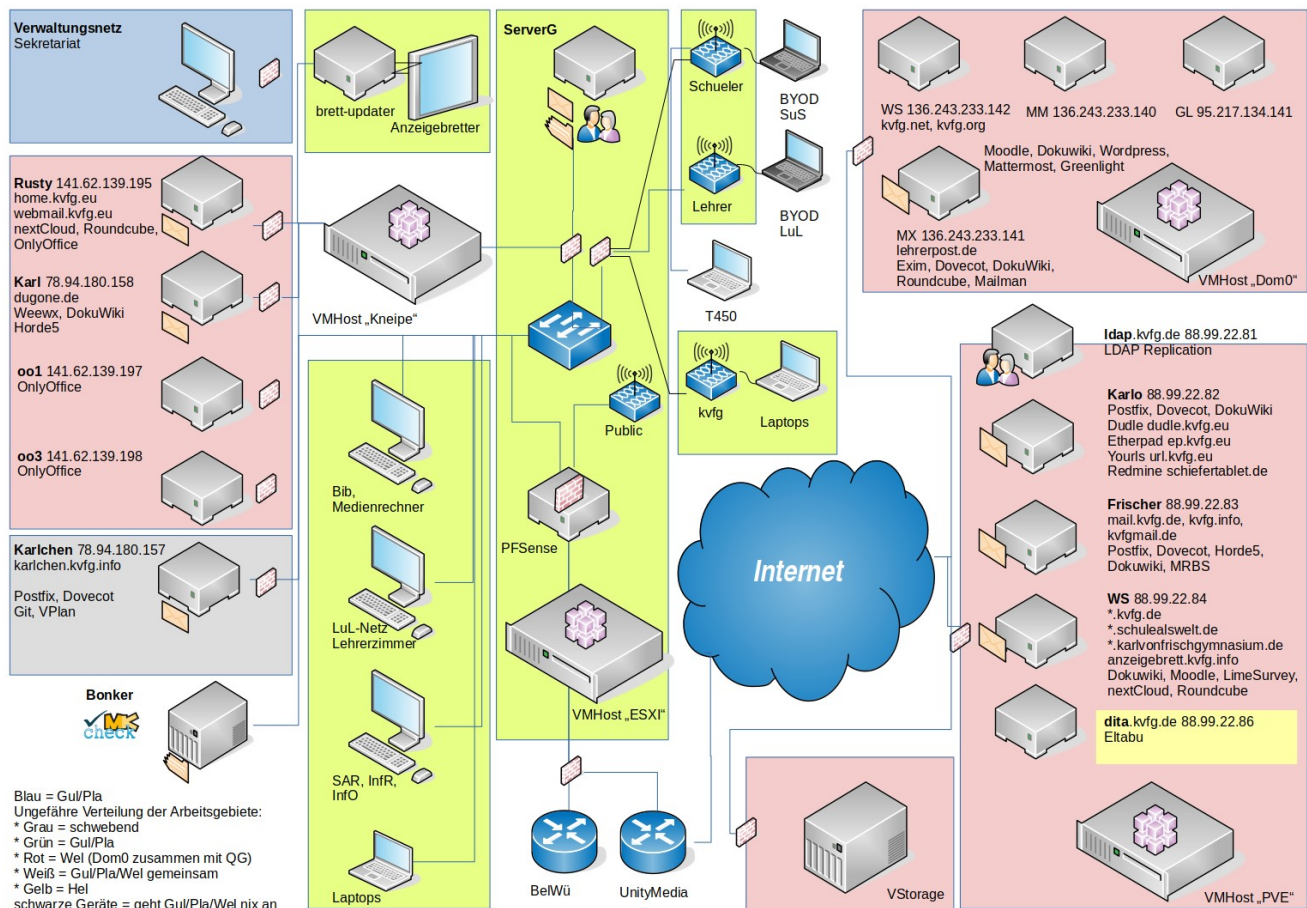 Verwaltungsnetz
Sekretariat
brett-updater
Anzeigebretter
ServerG
Schueler
BYOD
SuS
Lehrer
BYOD
LuL
T450
WS 136.243.233.142
kvfg.net, kvfg.org
MM 136.243.233.140
GL 95.217.134.141
Moodle, Dokuwiki, Wordpress,
Mattermost, Greenlight
MX 136.243.233.141
lehrerpost.de
Exim, Dovecot, DokuWiki,
Roundcube, Mailman
VMHost „Dom0“
Rusty 141.62.139.195
home.kvfg.eu
webmail.kvfg.eu
nextCloud, Roundcube,
OnlyOffice
Karl 78.94.180.158
dugone.de
Weewx, DokuWiki
Horde5
oo1 141.62.139.197
OnlyOffice
oo3 141.62.139.198
OnlyOffice
VMHost „Kneipe“
Karlchen 78.94.180.157
karlchen.kvfg.info
Postfix, Dovecot
Git, VPlan
Bonker
MK
check
Bib,
Medienrechner
LuL-Netz
Lehrerzimmer
SAR, InfR,
InfO
Laptops
Public
PFSense
VMHost „ESXI“
kvfg
Laptops
Internet
BelWü
UnityMedia
VStorage
ldap.kvfg.de 88.99.22.81
LDAP Replication
Karlo 88.99.22.82
Postfix, Dovecot, DokuWiki
Dudle dudle.kvfg.eu
Etherpad ep.kvfg.eu
Yourls url.kvfg.eu
Redmine schiefertablet.de
Frischer 88.99.22.83
mail.kvfg.de, kvfg.info,
kvfgmail.de
Postfix, Dovecot, Horde5,
Dokuwiki, MRBS
WS 88.99.22.84
*.kvfg.de
*.schulealswelt.de
*.karlvonfrischgymnasium.de
anzeigebrett.kvfg.info
Dokuwiki, Moodle, LimeSurvey,
nextCloud, Roundcube
dita.kvfg.de 88.99.22.86
Eltabu
VMHost „PVE“
Blau = Gul/Pla
Ungefähre Verteilung der Arbeitsgebiete:
* Grau = schwebend
* Grün = Gul/Pla
* Rot = Wel (Dom0 zusammen mit QG)
* Weiß = Gul/Pla/Wel gemeinsam
* Gelb = Hel
schwarze Geräte = geht Gul/Pla/Wel nix an